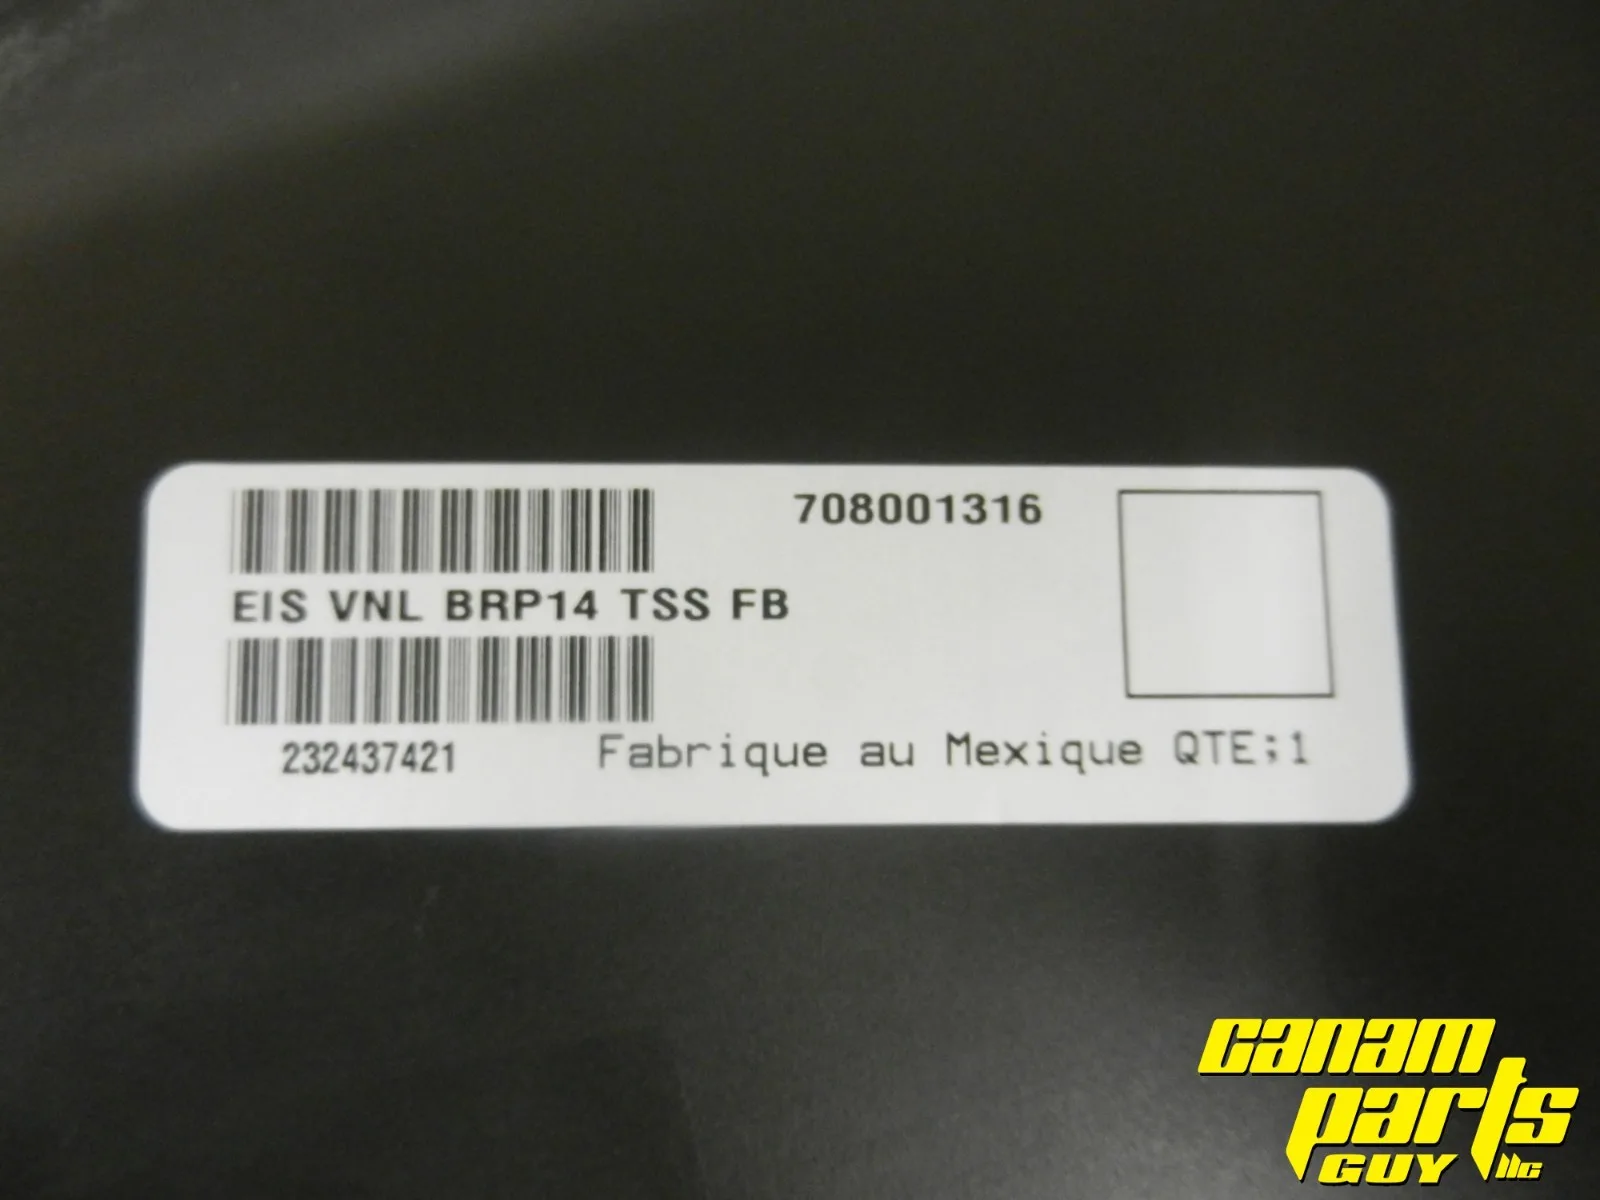 708001316
EIS VNL BRP14 TSS FB
232437421
Fabrique au Mexique QTE;1
canam
parts
GUY llc